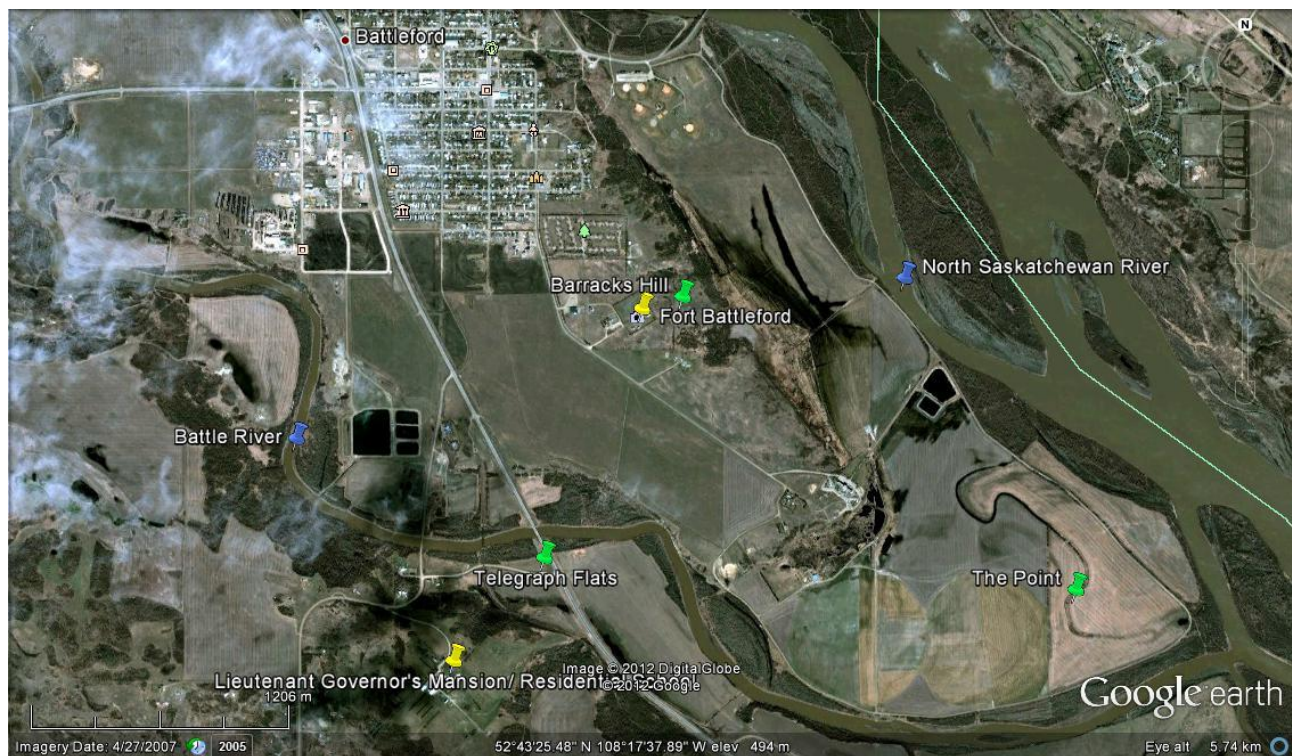 Battleford
N
North Saskatchewan River
Barracks Hill
Fort Battleford
Battle River
Telegraph Flats
The Point
Image © 2012 DigitalGlobe
Lieutenant Governor's Mansion/ Residential School
© 2012 Google
1206 m
Google earth
Imagery Date: 4/27/2007 2005 52°43'25.48" N 108°17'37.89" W elev 494 m Eye alt 5.74 km